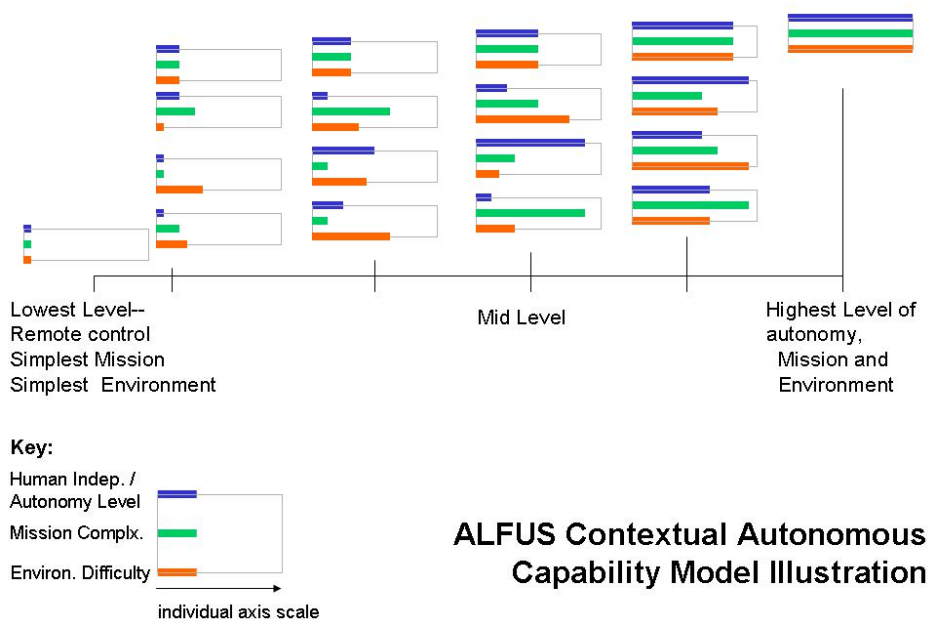 Lowest Level--
Remote control
Simplest Mission
Simplest Environment
Mid Level
Highest Level of
autonomy,
Mission and
Environment
Key:
Human Indep. /
Autonomy Level
Mission Complx.
Environ. Difficulty
individual axis scale
ALFUS Contextual Autonomous
Capability Model Illustration